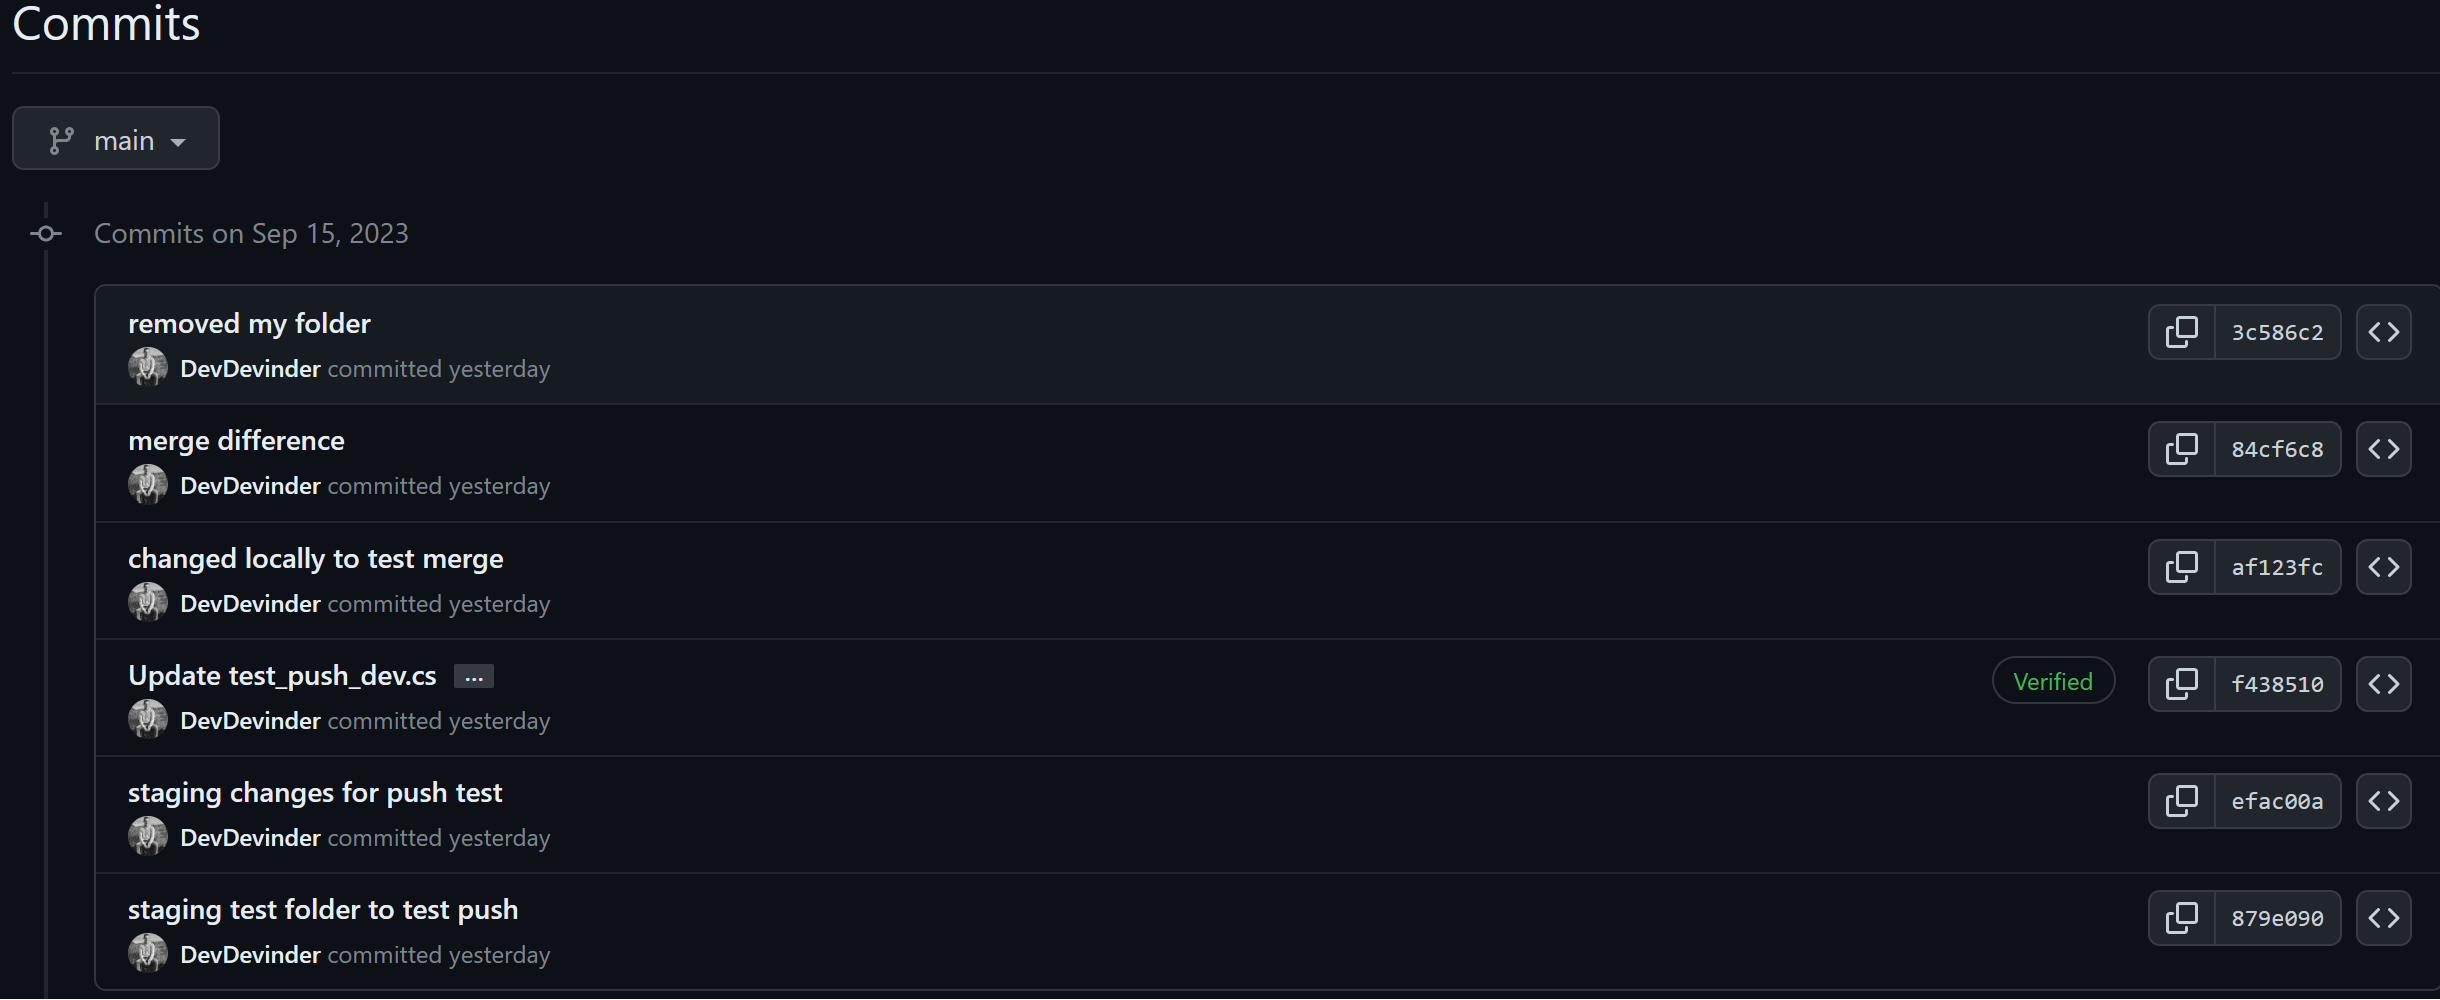 Commits
main
Commits on Sep 15, 2023
removed my folder
DevDevinder committed yesterday
3c586c2
merge difference
DevDevinder committed yesterday
84cf6c8
changed locally to test merge
DevDevinder committed yesterday
af123fc
Update test_push_dev.cs ...
DevDevinder committed yesterday
Verified
f438510
staging changes for push test
DevDevinder committed yesterday
efac00a
staging test folder to test push
DevDevinder committed yesterday
879e090